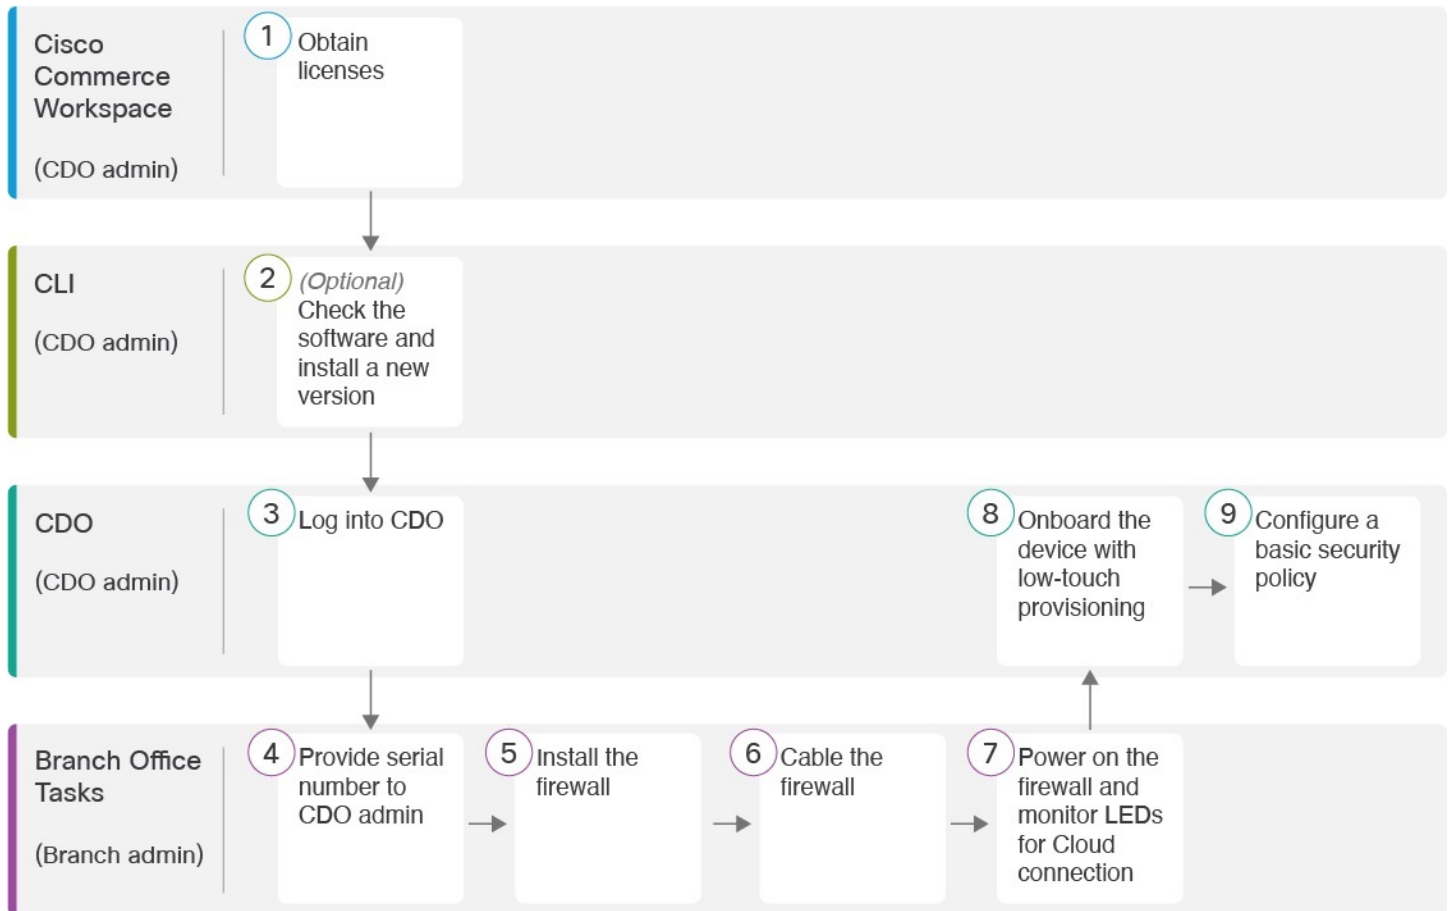 Cisco
Commerce
Workspace
(CDO admin)
1
Obtain
licenses
CLI
(CDO admin)
2
(Optional)
Check the
software and
install a new
version
CDO
(CDO admin)
3
Log into CDO
8
Onboard the
device with
low-touch
provisioning
9
Configure a
basic security
policy
Branch Office
Tasks
(Branch admin)
4
Provide serial
number to
CDO admin
5
Install the
firewall
6
Cable the
firewall
7
Power on the
firewall and
monitor LEDs
for Cloud
connection